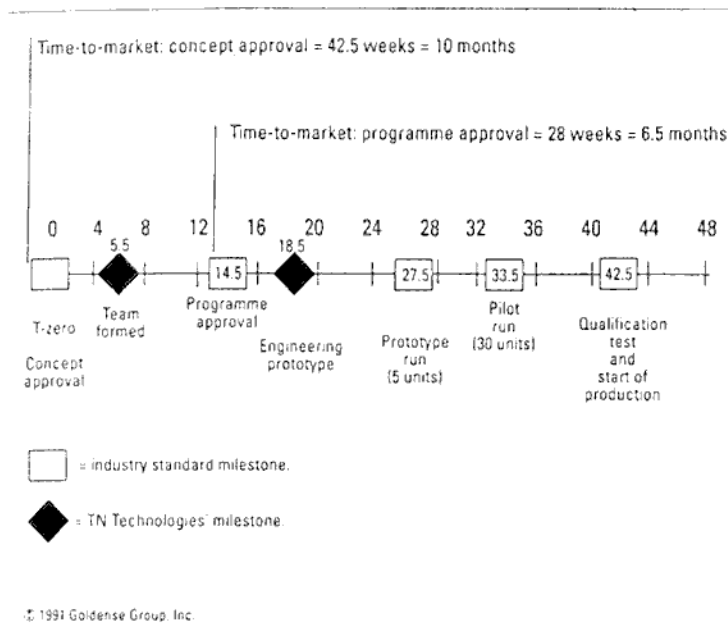 Time-to-market: concept approval = 42.5 weeks = 10 months
Time-to-market: programme approval = 28 weeks = 6.5 months
0 4 8 12 16 20 24 28 32 36 40 44 48
5.5 18.5
14.5 27.5 33.5 42.5
T-zero
Concept
approval
Team
formed
Programme
approval
Engineering
prototype
Prototype
run
(5 units)
Pilot
run
(30 units)
Qualification
test
and
start of
production
= industry standard milestone.
= TN Technologies' milestone.
© 1991 Goldense Group, Inc.